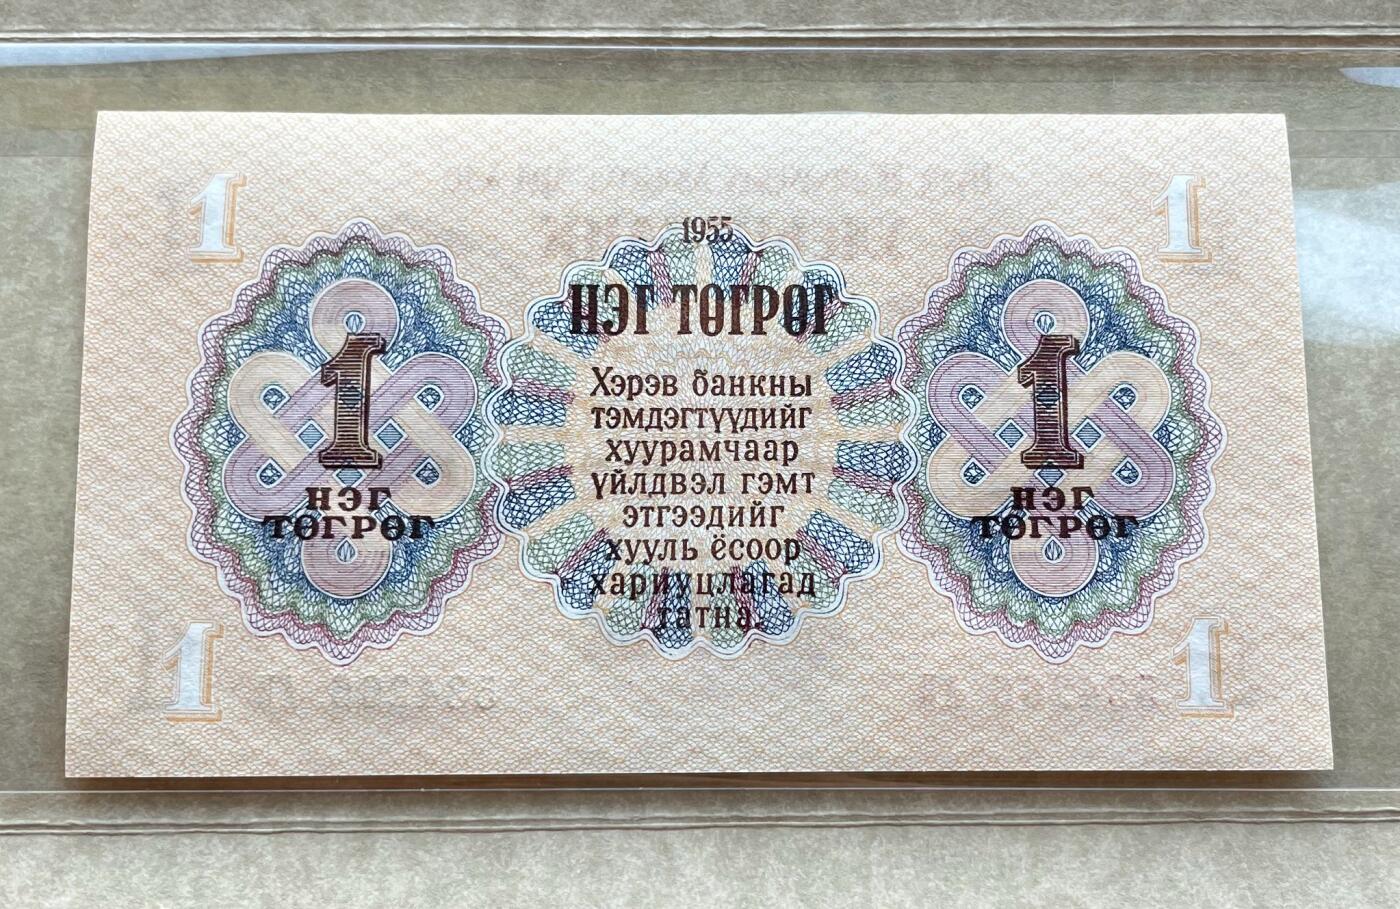 1
1
1955
НЭГ ТӨГРӨГ
1
НЭГ
ТӨГРӨГ
Хэрэв банкны
тэмдэгтүүдийг
хуурамчаар
үйлдвэл гэмт
этгээдийг
хууль ёсоор
хариуцлагад
татна.
1
НЭГ
ТӨГРӨГ
1
1